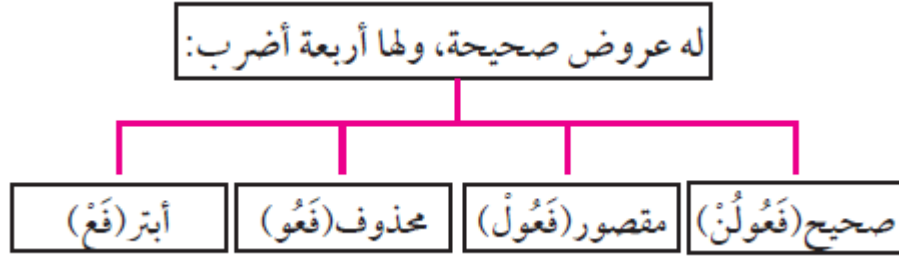 له عروض صحيحة، ولها أربعة أضرب:
صحيح(فَعُولُنْ)
مقصور(فَعُولْ)
محذوف(فَعُو)
أبتر(فَعْ)